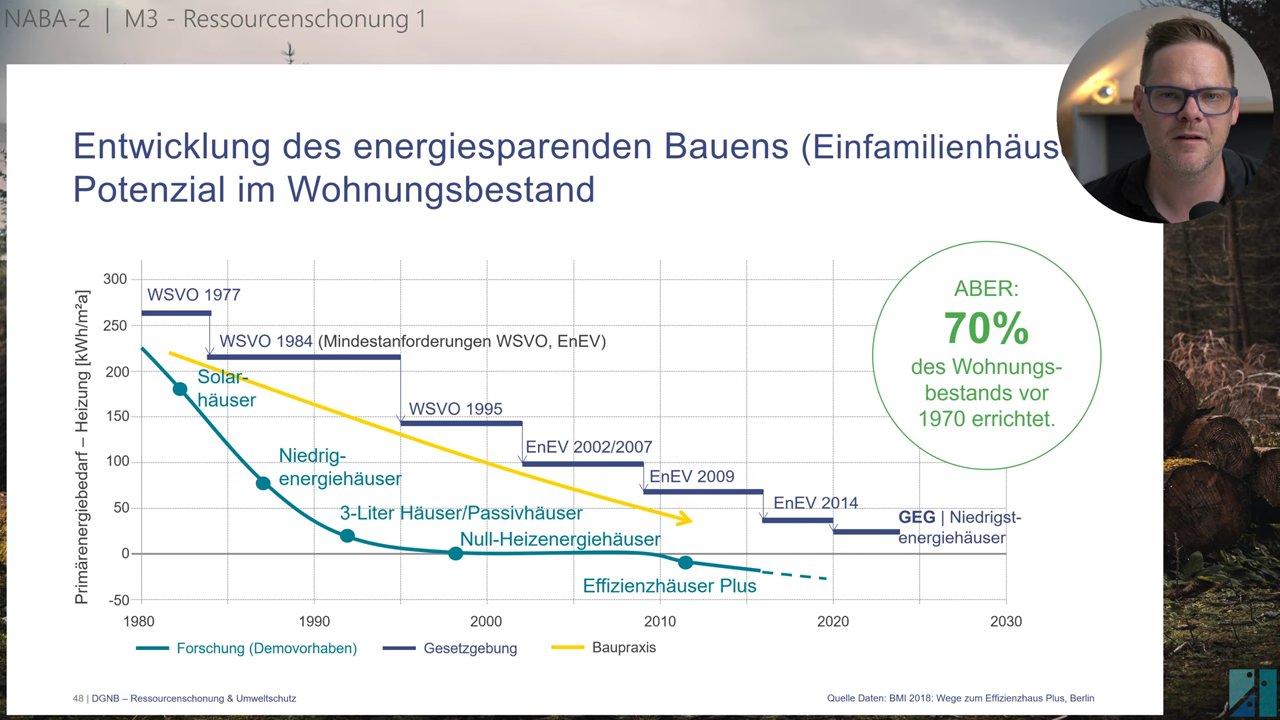 NABA-2 | M3 - Ressourcenschonung 1
Entwicklung des energiesparenden Bauens (Einfamilienhäus
Potenzial im Wohnungsbestand
Primärenergiebedarf – Heizung [kWh/m²a]
300
250
200
150
100
50
0
-50
WSVO 1977
WSVO 1984 (Mindestanforderungen WSVO, EnEV)
Solar-
häuser
WSVO 1995
EnEV 2002/2007
Niedrig-
energiehäuser
EnEV 2009
EnEV 2014
3-Liter Häuser/Passivhäuser
GEG | Niedrigst-
energiehäuser
Null-Heizenergiehäuser
Effizienzhäuser Plus
ABER:
70%
des Wohnungs-
bestands vor
1970 errichtet.
1980 1990 2000 2010 2020 2030
Forschung (Demovorhaben) Gesetzgebung Baupraxis
48 | DGNB – Ressourcenschonung & Umweltschutz
Quelle Daten: BMI 2018: Wege zum Effizienzhaus Plus, Berlin